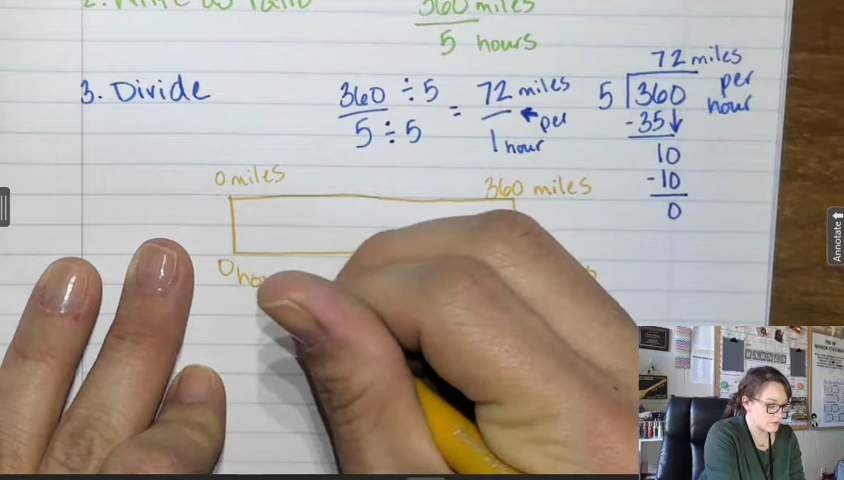 360 miles
5 hours
3. Divide
360 ÷ 5 = 72 miles
5 ÷ 5 1 hour
per
72 miles
per
hour
5 360
-35
10
-10
0
0 miles 360 miles
0
Annotate